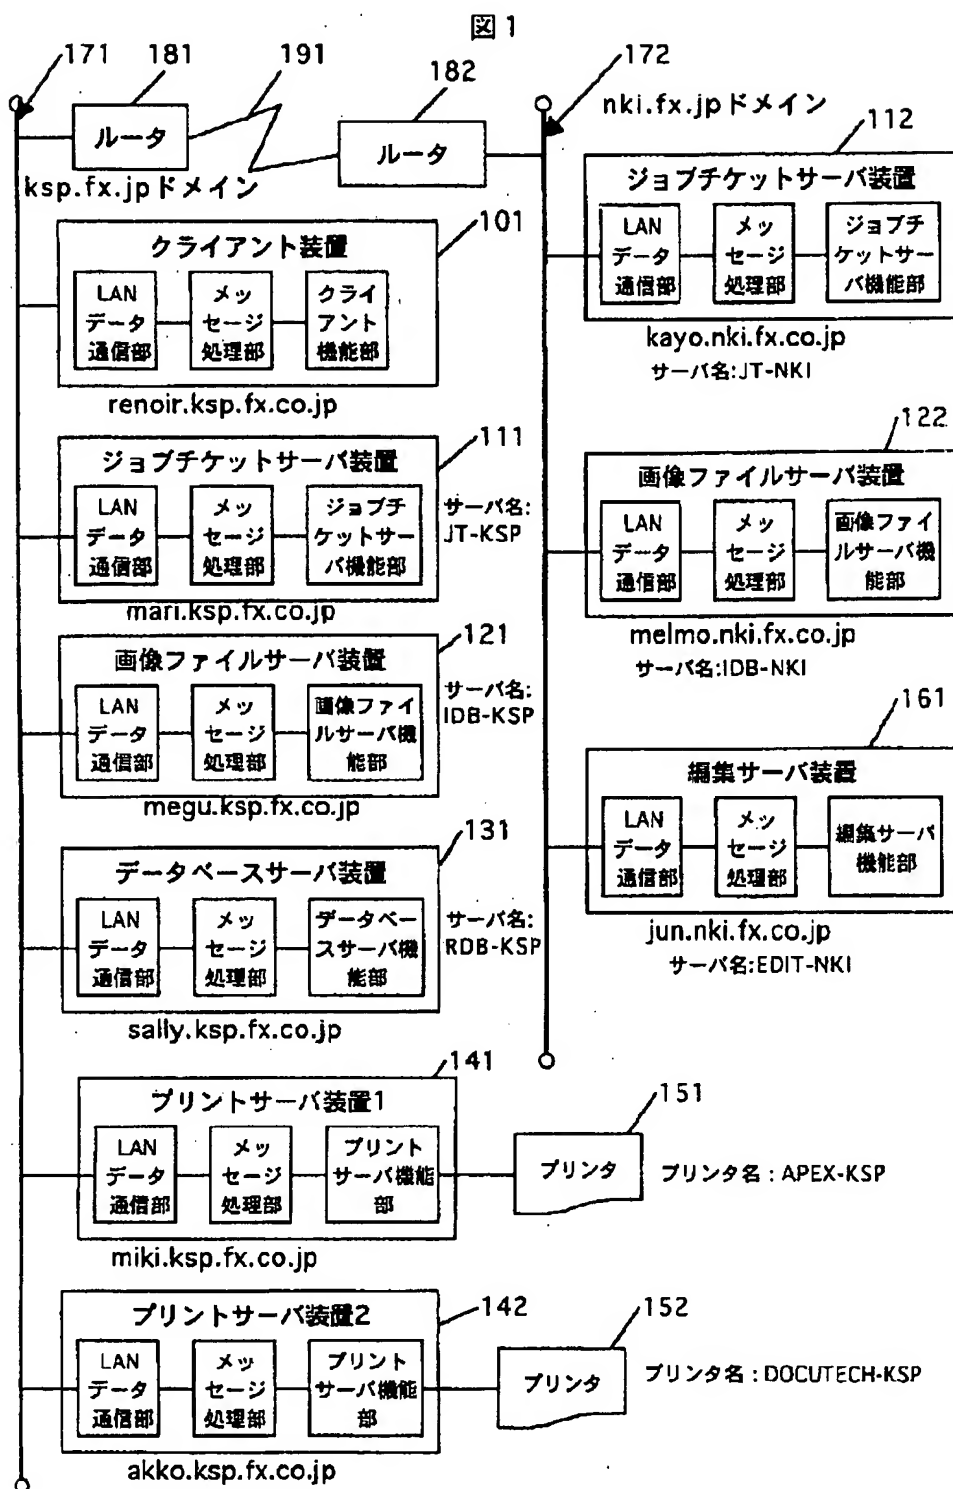 図1
171
181
191
182
172
nki.fx.jpドメイン
ルータ
ルータ
ksp.fx.jpドメイン
101
クライアント装置
LAN
データ
通信部
メッ
セージ
処理部
クライ
アント
機能部
renoir.ksp.fx.co.jp
111
ジョブチケットサーバ装置
LAN
データ
通信部
メッ
セージ
処理部
ジョブチ
ケットサー
バ機能部
サーバ名:
JT-KSP
mari.ksp.fx.co.jp
121
画像ファイルサーバ装置
LAN
データ
通信部
メッ
セージ
処理部
画像ファイ
ルサーバ機
能部
サーバ名:
IDB-KSP
megu.ksp.fx.co.jp
131
データベースサーバ装置
LAN
データ
通信部
メッ
セージ
処理部
データベー
スサーバ機
能部
サーバ名:
RDB-KSP
sally.ksp.fx.co.jp
141
プリントサーバ装置1
LAN
データ
通信部
メッ
セージ
処理部
プリント
サーバ機能
部
miki.ksp.fx.co.jp
151
プリンタ
プリンタ名：APEX-KSP
142
プリントサーバ装置2
LAN
データ
通信部
メッ
セージ
処理部
プリント
サーバ機能
部
akko.ksp.fx.co.jp
152
プリンタ
プリンタ名：DOCUTECH-KSP
112
ジョブチケットサーバ装置
LAN
データ
通信部
メッ
セージ
処理部
ジョブチ
ケットサー
バ機能部
kayo.nki.fx.co.jp
サーバ名:JT-NKI
122
画像ファイルサーバ装置
LAN
データ
通信部
メッ
セージ
処理部
画像ファイ
ルサーバ機
能部
melmo.nki.fx.co.jp
サーバ名:IDB-NKI
161
編集サーバ装置
LAN
データ
通信部
メッ
セージ
処理部
編集サーバ
機能部
jun.nki.fx.co.jp
サーバ名:EDIT-NKI